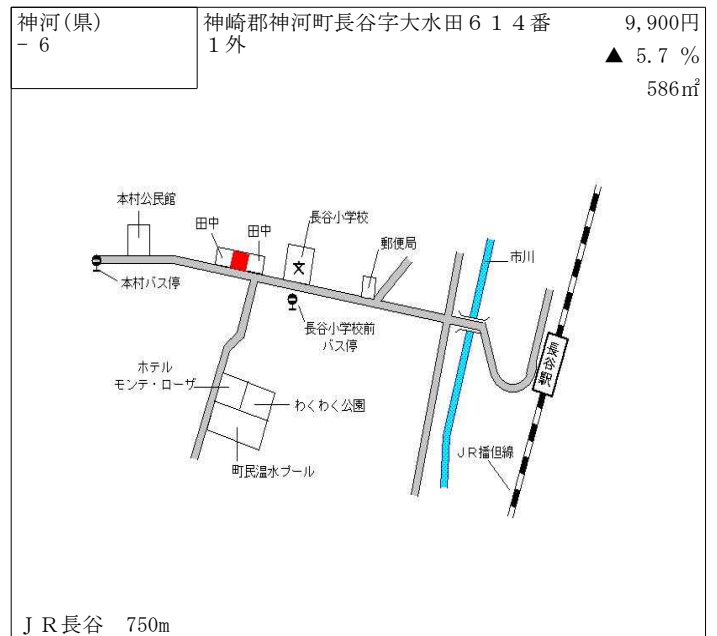 神河(県)
－ 6
神崎郡神河町長谷字大水田６１４番
１外
9,900円
▲ 5.7 %
586㎡
本村公民館
田中
田中
長谷小学校
文
郵便局
市川
本村バス停
長谷小学校前
バス停
ホテル
モンテ・ローザ
わくわく公園
町民温水プール
長谷駅
ＪＲ播但線
ＪＲ長谷　750m